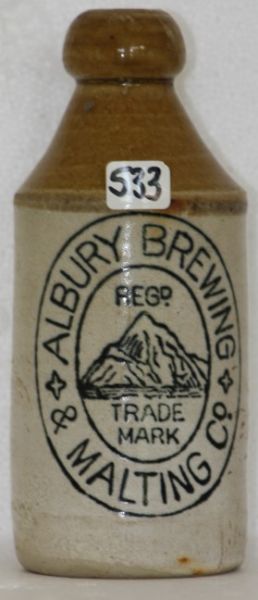 533
ALBURY BREWING
& MALTING Co.
REGD
TRADE
MARK